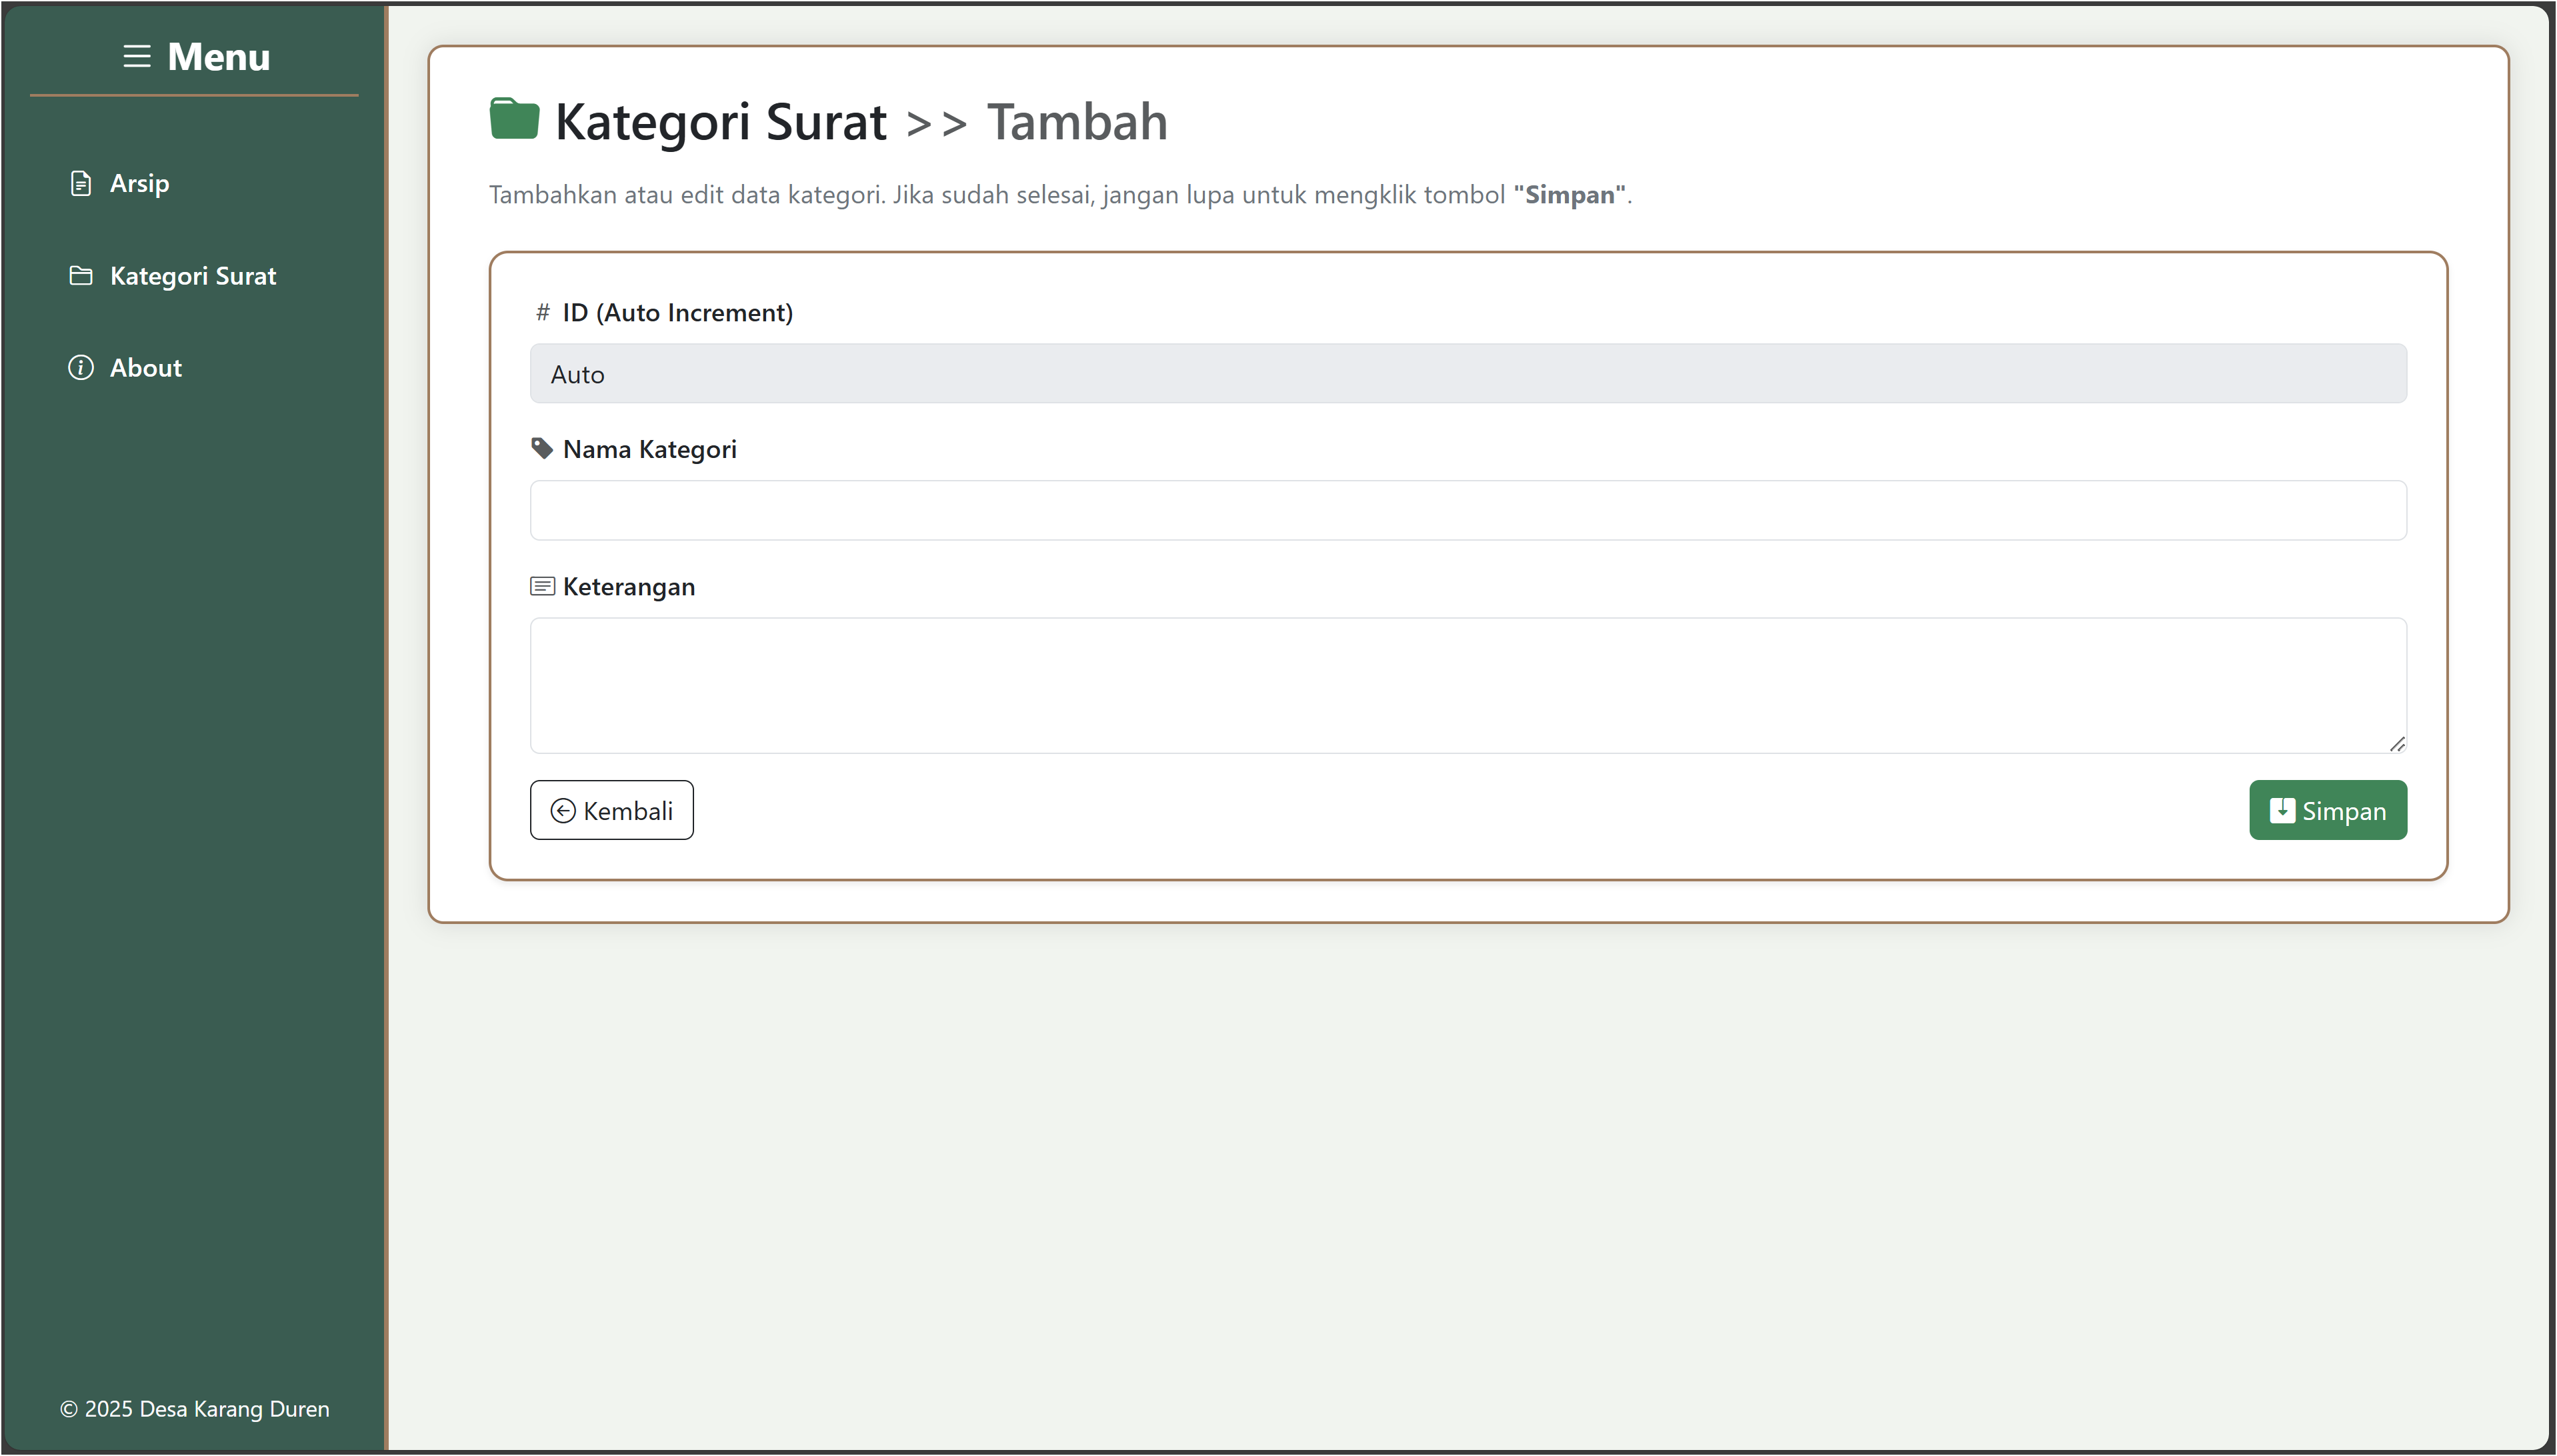 Menu
Arsip
Kategori Surat
About
© 2025 Desa Karang Duren
Kategori Surat >> Tambah
Tambahkan atau edit data kategori. Jika sudah selesai, jangan lupa untuk mengklik tombol "Simpan".
# ID (Auto Increment)
Auto
Nama Kategori
Keterangan
Kembali
Simpan